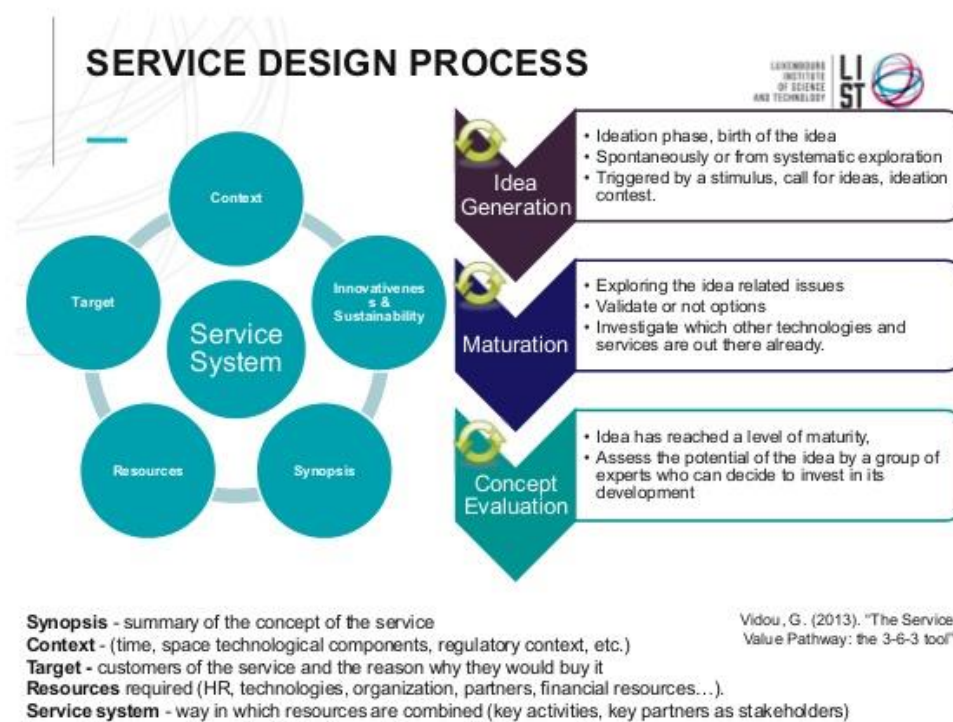 SERVICE DESIGN PROCESS
LUXEMBOURG
INSTITUTE
OF SCIENCE
AND TECHNOLOGY
LI
ST
Context
Target
Innovativenes
s &
Sustainability
Service
System
Resources
Synopsis
Idea
Generation
• Ideation phase, birth of the idea
• Spontaneously or from systematic exploration
• Triggered by a stimulus, call for ideas, ideation
contest.
Maturation
• Exploring the idea related issues
• Validate or not options
• Investigate which other technologies and
services are out there already.
Concept
Evaluation
• Idea has reached a level of maturity,
• Assess the potential of the idea by a group of
experts who can decide to invest in its
development
Synopsis - summary of the concept of the service
Context - (time, space technological components, regulatory context, etc.)
Target - customers of the service and the reason why they would buy it
Resources required (HR, technologies, organization, partners, financial resources…).
Service system - way in which resources are combined (key activities, key partners as stakeholders)
Vidou, G. (2013). "The Service
Value Pathway: the 3-6-3 tool"